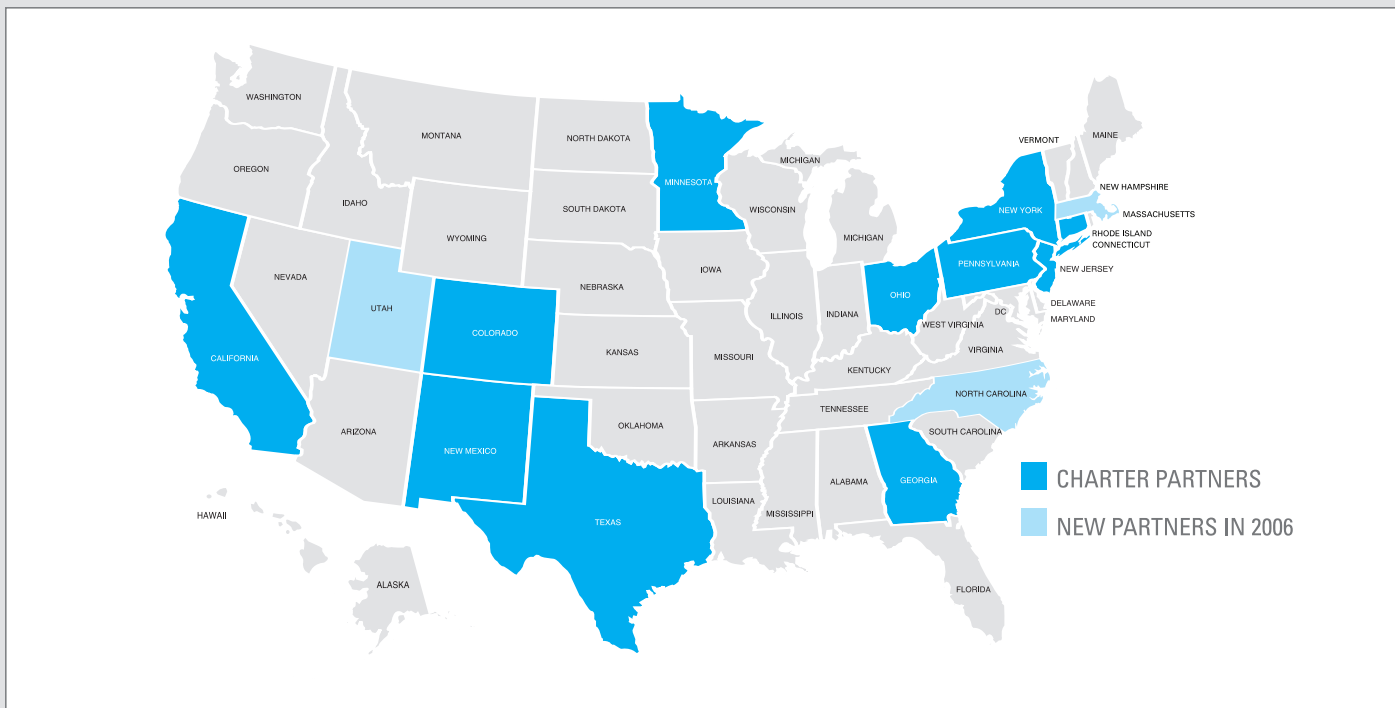 WASHINGTON
MONTANA
NORTH DAKOTA
MINNESOTA
MICHIGAN
VERMONT
MAINE
OREGON
IDAHO
SOUTH DAKOTA
WISCONSIN
NEW YORK
NEW HAMPSHIRE
MASSACHUSETTS
RHODE ISLAND
CONNECTICUT
WYOMING
MICHIGAN
NEVADA
UTAH
NEBRASKA
IOWA
PENNSYLVANIA
NEW JERSEY
OHIO
ILLINOIS
INDIANA
DELAWARE
DC
MARYLAND
WEST VIRGINIA
CALIFORNIA
COLORADO
KANSAS
MISSOURI
VIRGINIA
KENTUCKY
NORTH CAROLINA
TENNESSEE
ARIZONA
NEW MEXICO
OKLAHOMA
ARKANSAS
SOUTH CAROLINA
TEXAS
LOUISIANA
MISSISSIPPI
ALABAMA
GEORGIA
HAWAII
ALASKA
FLORIDA
CHARTER PARTNERS
NEW PARTNERS IN 2006